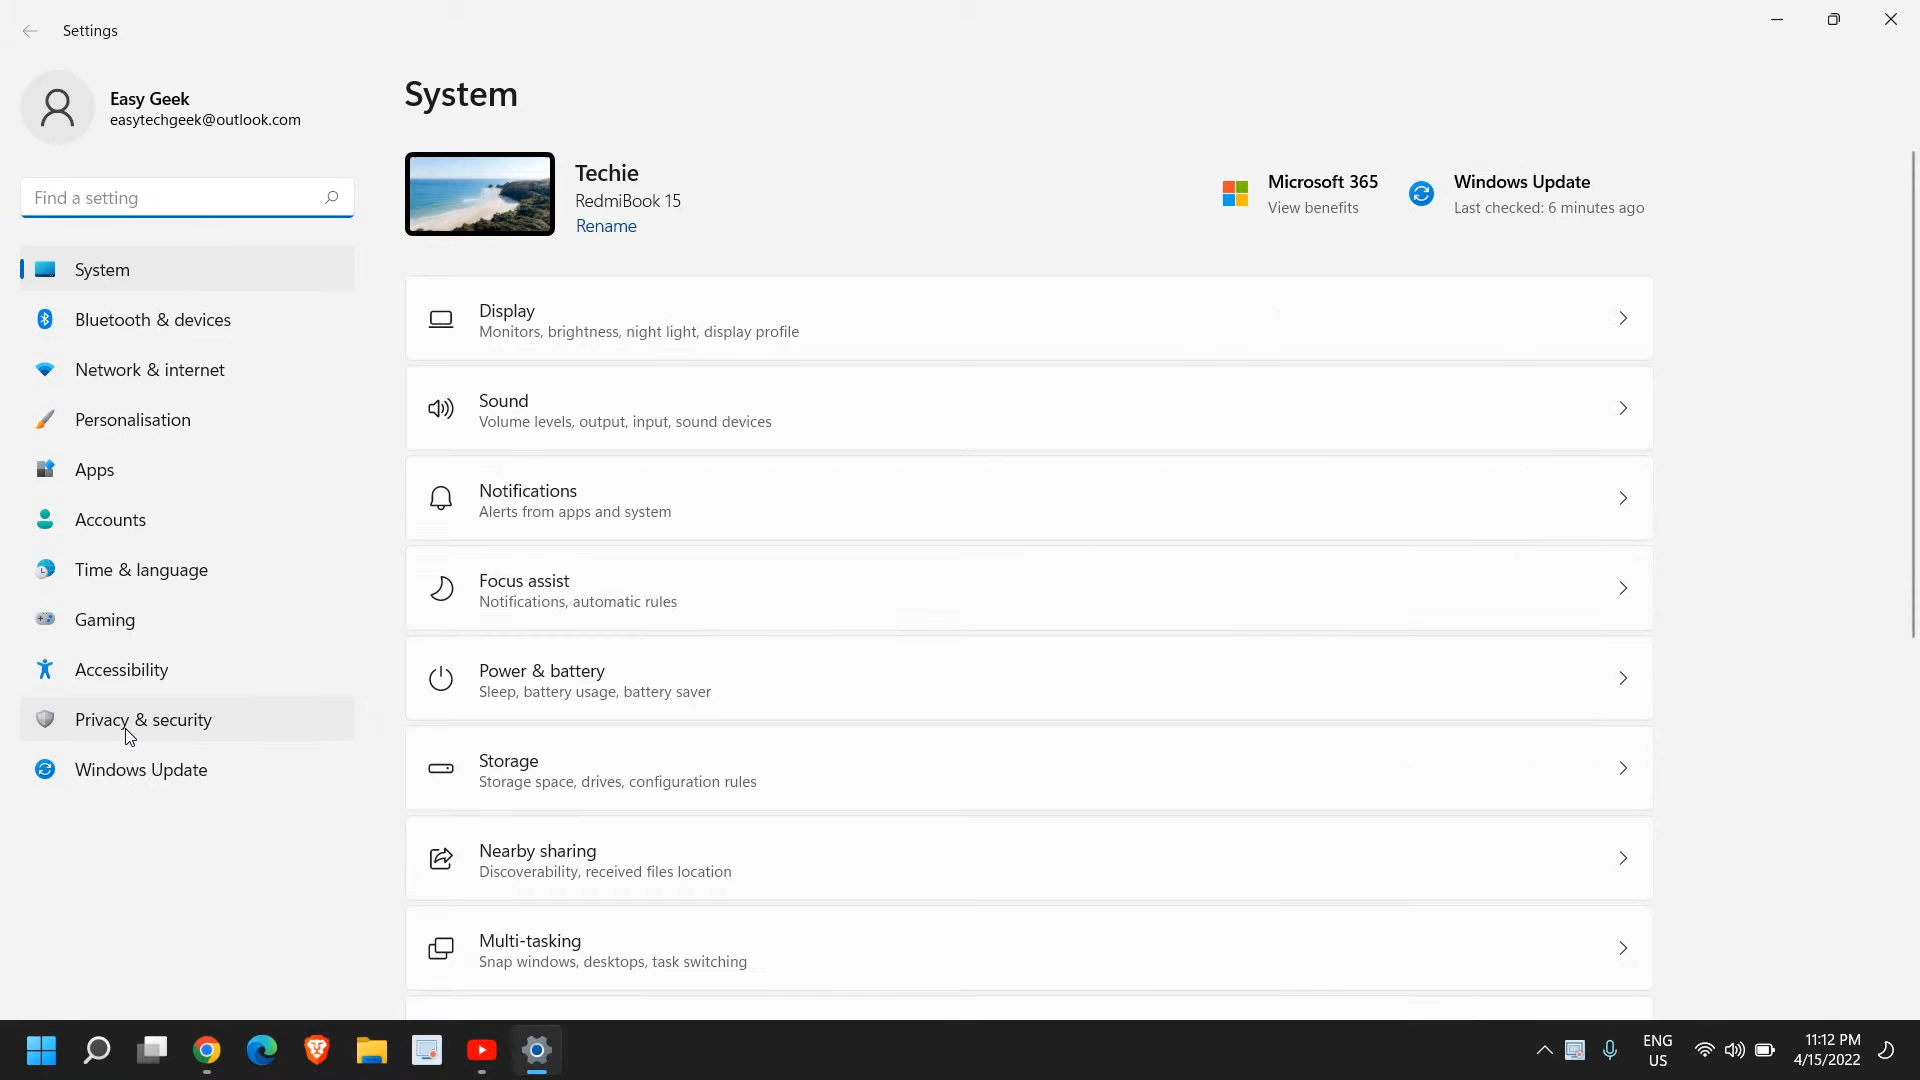 Settings
Easy Geek
easytechgeek@outlook.com
Find a setting
System
Bluetooth & devices
Network & internet
Personalisation
Apps
Accounts
Time & language
Gaming
Accessibility
Privacy & security
Windows Update
System
Techie
RedmiBook 15
Rename
Microsoft 365
View benefits
Windows Update
Last checked: 6 minutes ago
Display
Monitors, brightness, night light, display profile
Sound
Volume levels, output, input, sound devices
Notifications
Alerts from apps and system
Focus assist
Notifications, automatic rules
Power & battery
Sleep, battery usage, battery saver
Storage
Storage space, drives, configuration rules
Nearby sharing
Discoverability, received files location
Multi-tasking
Snap windows, desktops, task switching
ENG
US
11:12 PM
4/15/2022